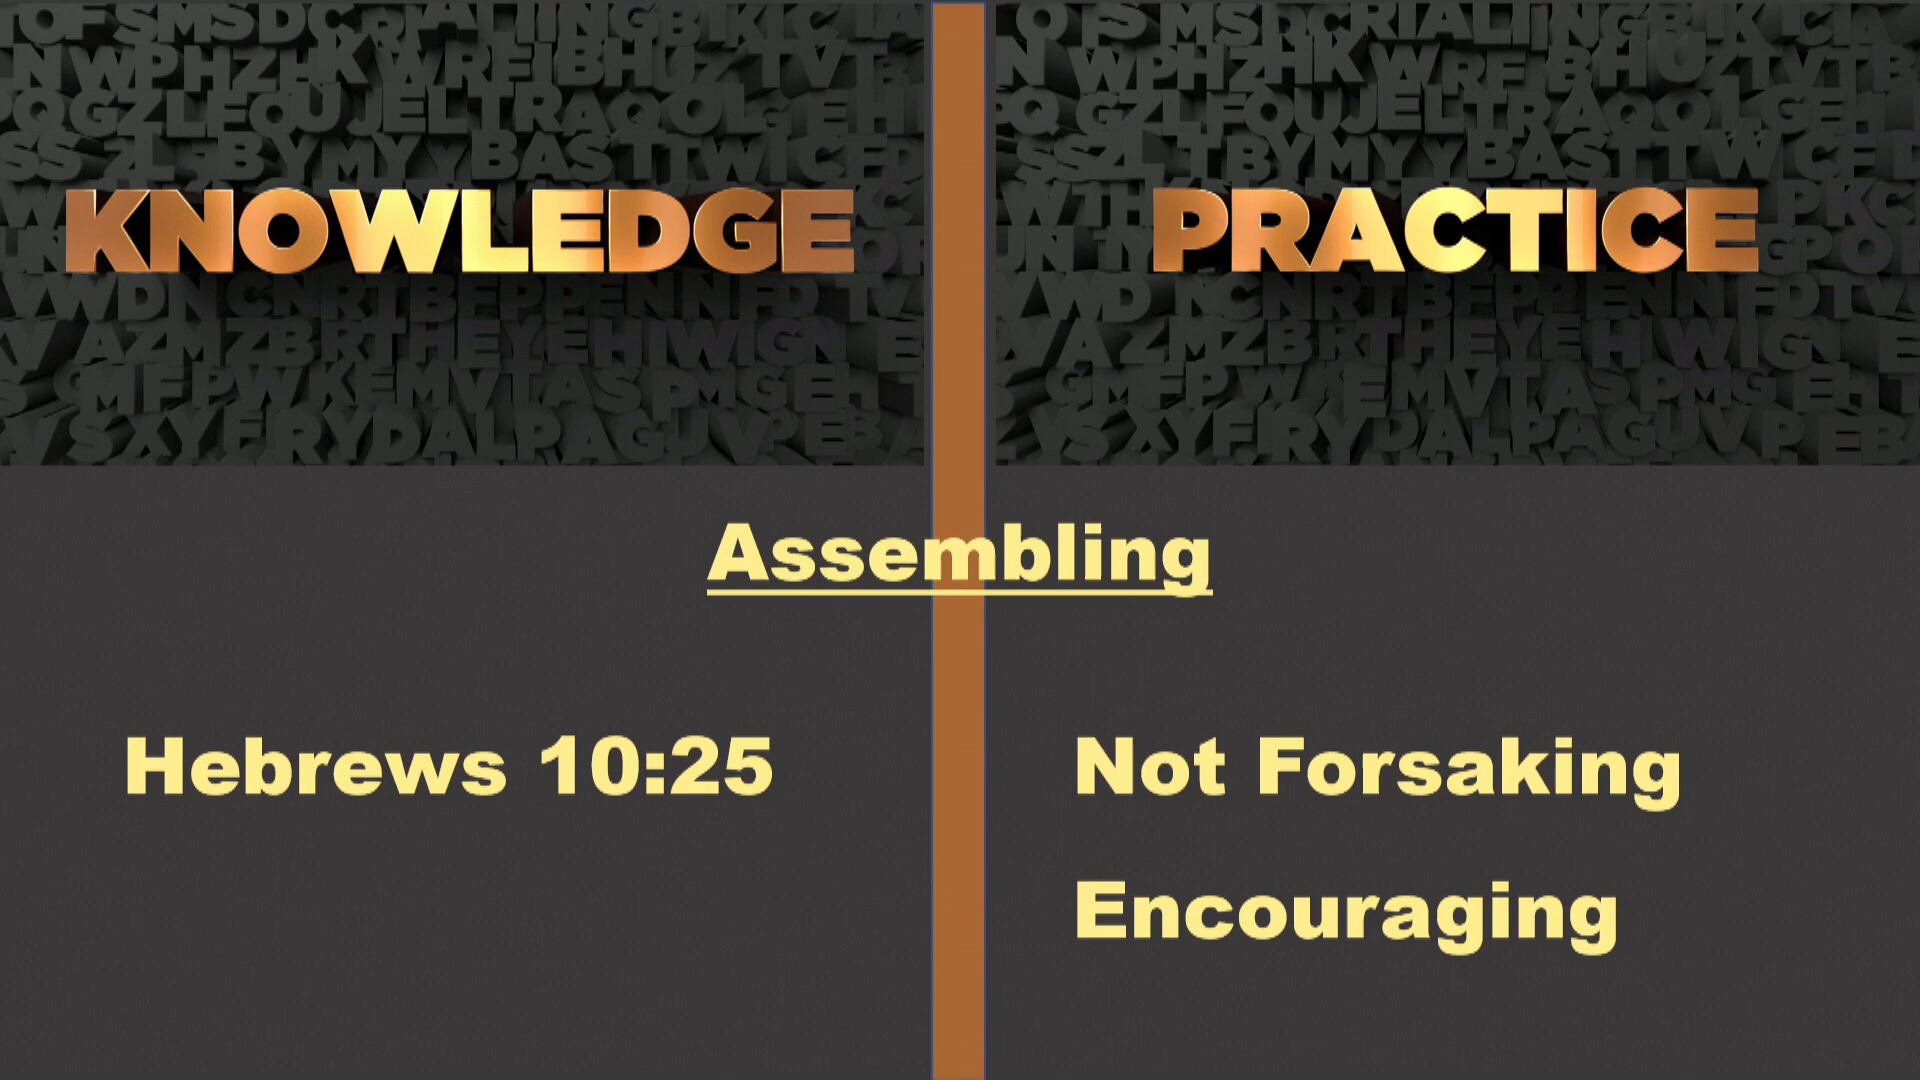 KNOWLEDGE
PRACTICE
Assembling
Hebrews 10:25
Not Forsaking
Encouraging